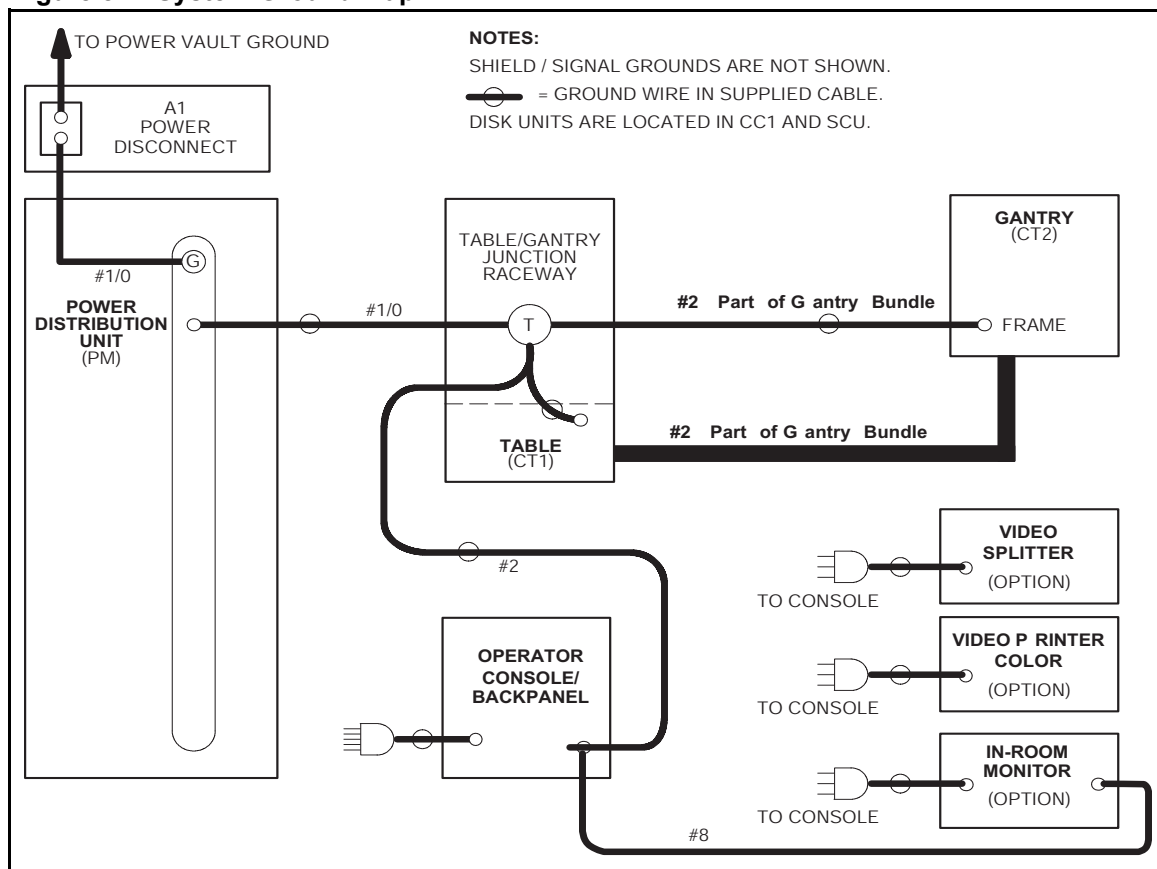 TO POWER VAULT GROUND
NOTES:
SHIELD / SIGNAL GROUNDS ARE NOT SHOWN.
= GROUND WIRE IN SUPPLIED CABLE.
DISK UNITS ARE LOCATED IN CC1 AND SCU.
A1
POWER
DISCONNECT
G
#1/0
POWER
DISTRIBUTION
UNIT
(PM)
#1/0
TABLE/GANTRY
JUNCTION
RACEWAY
T
TABLE
(CT1)
#2 Part of G antry Bundle
GANTRY
(CT2)
FRAME
#2 Part of G antry Bundle
#2
OPERATOR
CONSOLE/
BACKPANEL
VIDEO
SPLITTER
(OPTION)
TO CONSOLE
VIDEO P RINTER
COLOR
(OPTION)
TO CONSOLE
IN-ROOM
MONITOR
(OPTION)
TO CONSOLE
#8